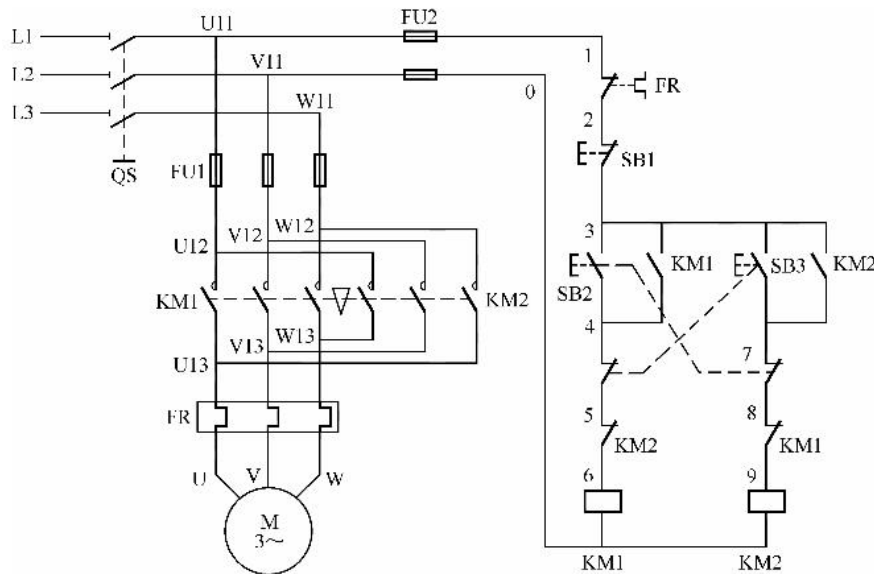 U11
FU2
L1
1
L2
V11
FR
0
L3
W11
2
QS
FU1
SB1
W12
3
V12
U12
KM1
SB3
KM2
SB2
KM1
KM2
4
W13
V13
7
U13
FR
5
8
KM2
KM1
U
V
W
6
9
M
3～
KM1
KM2